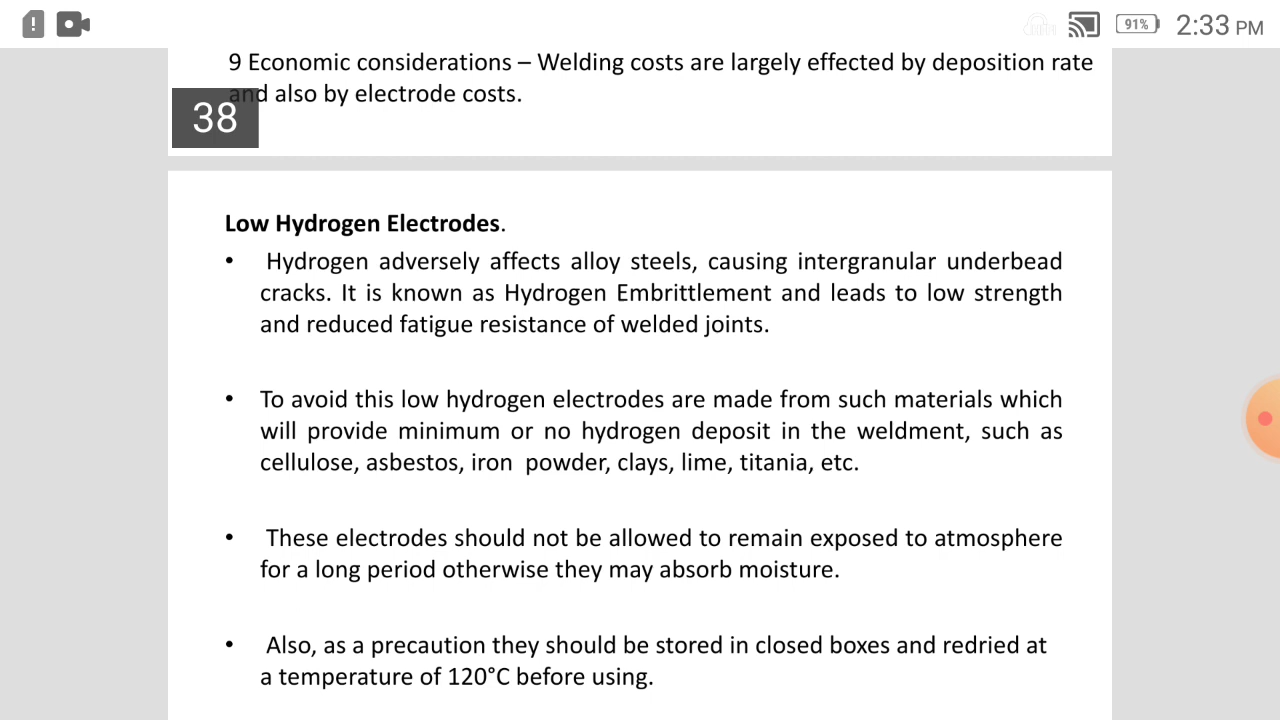 91%
2:33 PM
9 Economic considerations – Welding costs are largely effected by deposition rate
and also by electrode costs.
38
Low Hydrogen Electrodes.
• Hydrogen adversely affects alloy steels, causing intergranular underbead
cracks. It is known as Hydrogen Embrittlement and leads to low strength
and reduced fatigue resistance of welded joints.
• To avoid this low hydrogen electrodes are made from such materials which
will provide minimum or no hydrogen deposit in the weldment, such as
cellulose, asbestos, iron powder, clays, lime, titania, etc.
• These electrodes should not be allowed to remain exposed to atmosphere
for a long period otherwise they may absorb moisture.
• Also, as a precaution they should be stored in closed boxes and redried at
a temperature of 120°C before using.